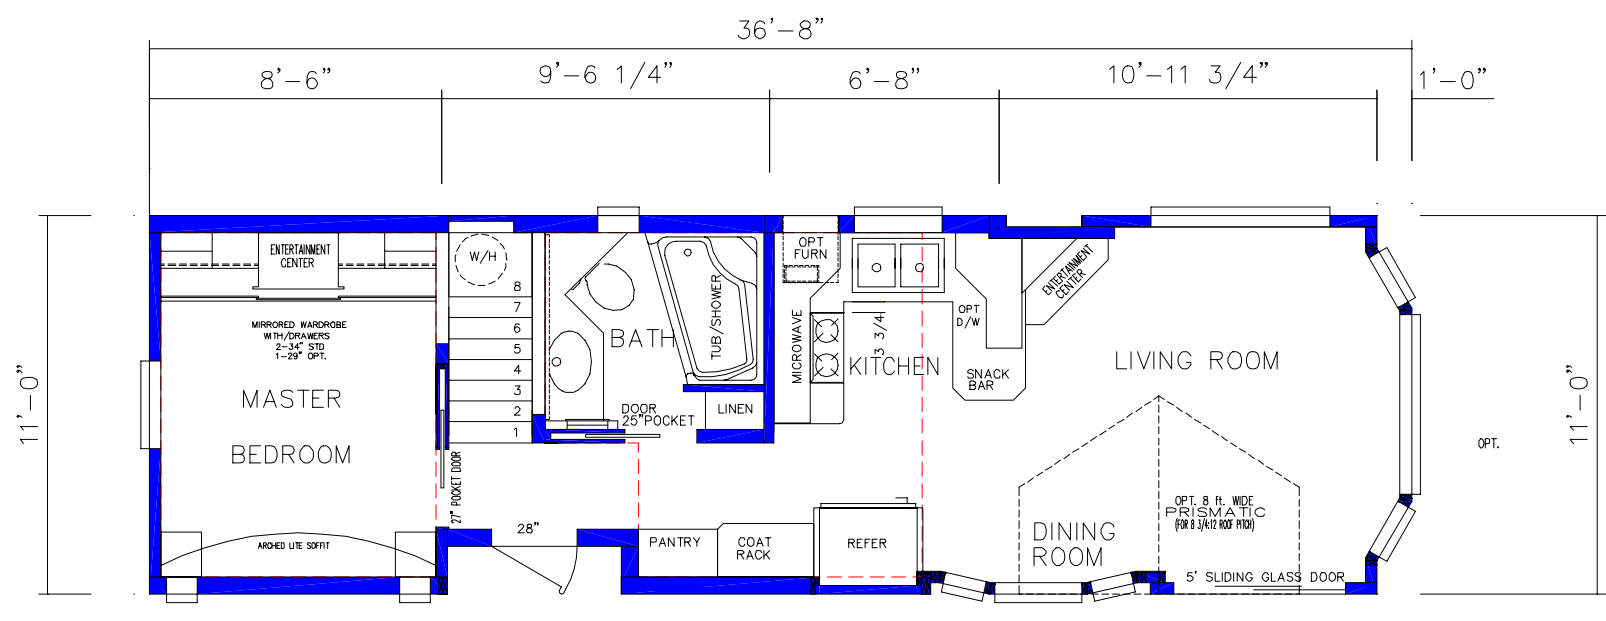 36'-8"
8'-6"
9'-6 1/4"
6'-8"
10'-11 3/4"
1'-0"
11'-0"
ENTERTAINMENT
CENTER
MIRRORED WARDROBE
WITH/DRAWERS
2-34" STD
1-29" OPT.
MASTER
BEDROOM
ARCHED LITE SOFFIT
W/H
8
7
6
5
4
3
2
1
27" POCKET DOOR
28"
BATH
TUB/SHOWER
DOOR
25"POCKET
LINEN
OPT
FURN
MICROWAVE
3 3/4
KITCHEN
OPT
D/W
SNACK
BAR
PANTRY
COAT
RACK
REFER
ENTERTAINMENT
CENTER
LIVING ROOM
DINING
ROOM
OPT. 8 ft. WIDE
PRISMATIC
(FOR 8 3/4:12 ROOF PITCH)
5' SLIDING GLASS DOOR
OPT.
11'-0"